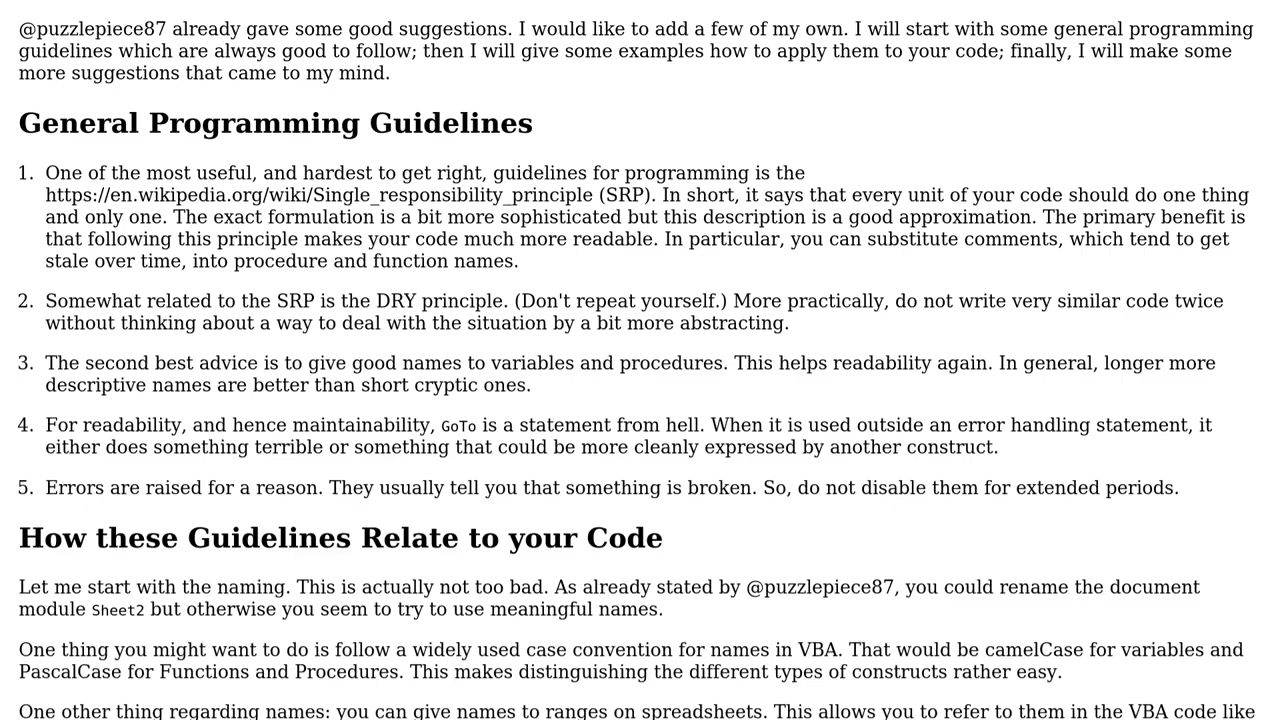 @puzzlepiece87 already gave some good suggestions. I would like to add a few of my own. I will start with some general programming
guidelines which are always good to follow; then I will give some examples how to apply them to your code; finally, I will make some
more suggestions that came to my mind.
General Programming Guidelines
1. One of the most useful, and hardest to get right, guidelines for programming is the
https://en.wikipedia.org/wiki/Single_responsibility_principle (SRP). In short, it says that every unit of your code should do one thing
and only one. The exact formulation is a bit more sophisticated but this description is a good approximation. The primary benefit is
that following this principle makes your code much more readable. In particular, you can substitute comments, which tend to get
stale over time, into procedure and function names.
2. Somewhat related to the SRP is the DRY principle. (Don't repeat yourself.) More practically, do not write very similar code twice
without thinking about a way to deal with the situation by a bit more abstracting.
3. The second best advice is to give good names to variables and procedures. This helps readability again. In general, longer more
descriptive names are better than short cryptic ones.
4. For readability, and hence maintainability, GoTo is a statement from hell. When it is used outside an error handling statement, it
either does something terrible or something that could be more cleanly expressed by another construct.
5. Errors are raised for a reason. They usually tell you that something is broken. So, do not disable them for extended periods.
How these Guidelines Relate to your Code
Let me start with the naming. This is actually not too bad. As already stated by @puzzlepiece87, you could rename the document
module Sheet2 but otherwise you seem to try to use meaningful names.
One thing you might want to do is follow a widely used case convention for names in VBA. That would be camelCase for variables and
PascalCase for Functions and Procedures. This makes distinguishing the different types of constructs rather easy.
One other thing regarding names: you can give names to ranges on spreadsheets. This allows you to refer to them in the VBA code like